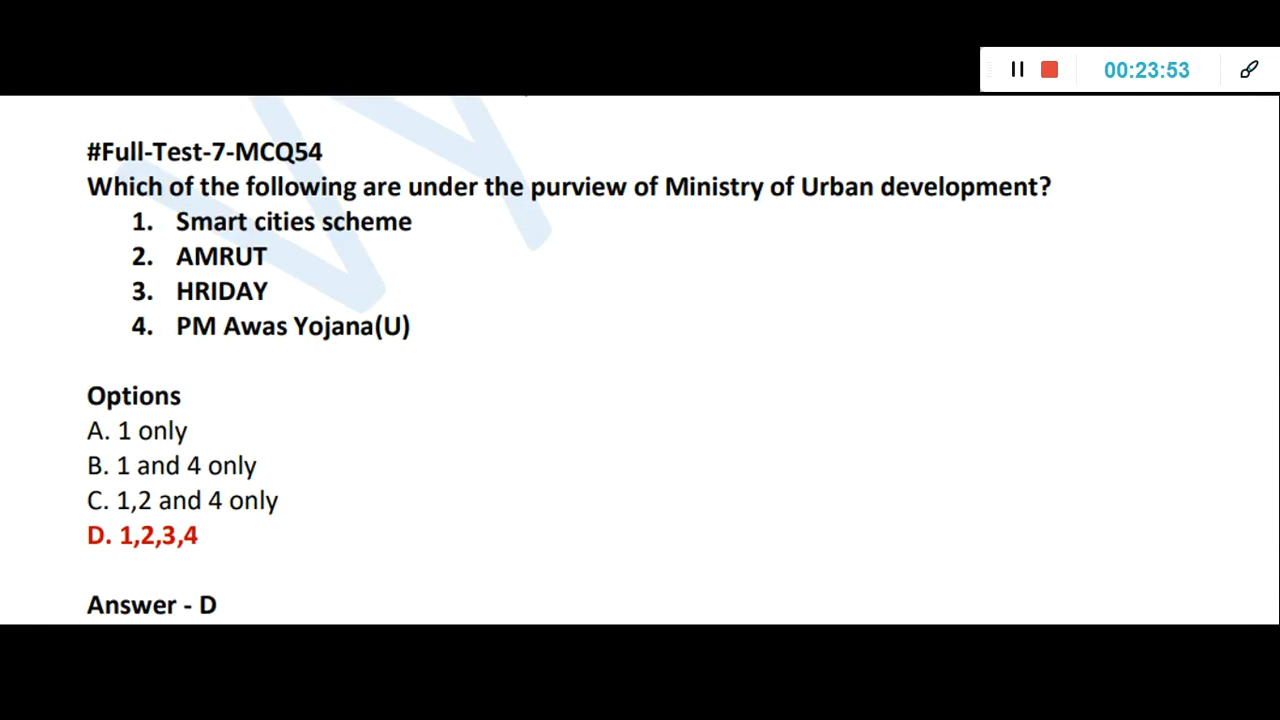 00:23:53
#Full-Test-7-MCQ54
Which of the following are under the purview of Ministry of Urban development?
1. Smart cities scheme
2. AMRUT
3. HRIDAY
4. PM Awas Yojana(U)
Options
A. 1 only
B. 1 and 4 only
C. 1,2 and 4 only
D. 1,2,3,4
Answer - D